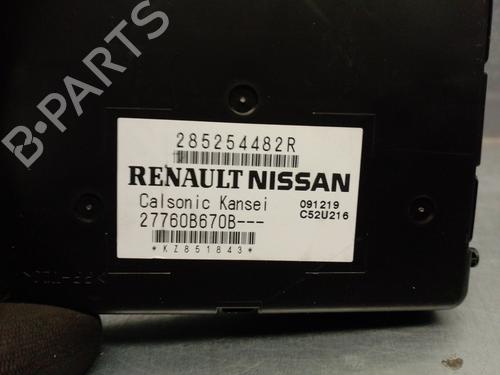 B-PARTS
285254482R
RENAULT NISSAN
Calsonic Kansei 091219
27760B670B--- C52U216
*KZ851843*